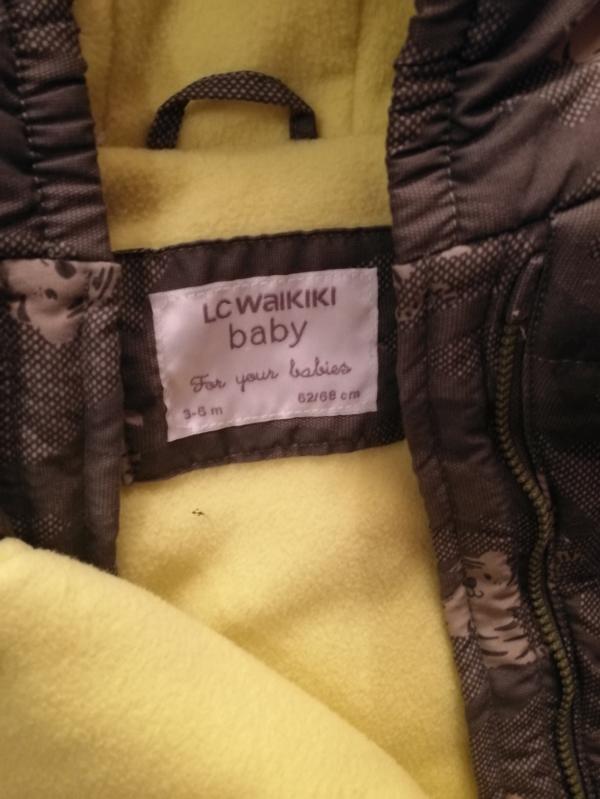 LC WAIKIKI
baby
For your babies
3-6 m 62/68 cm